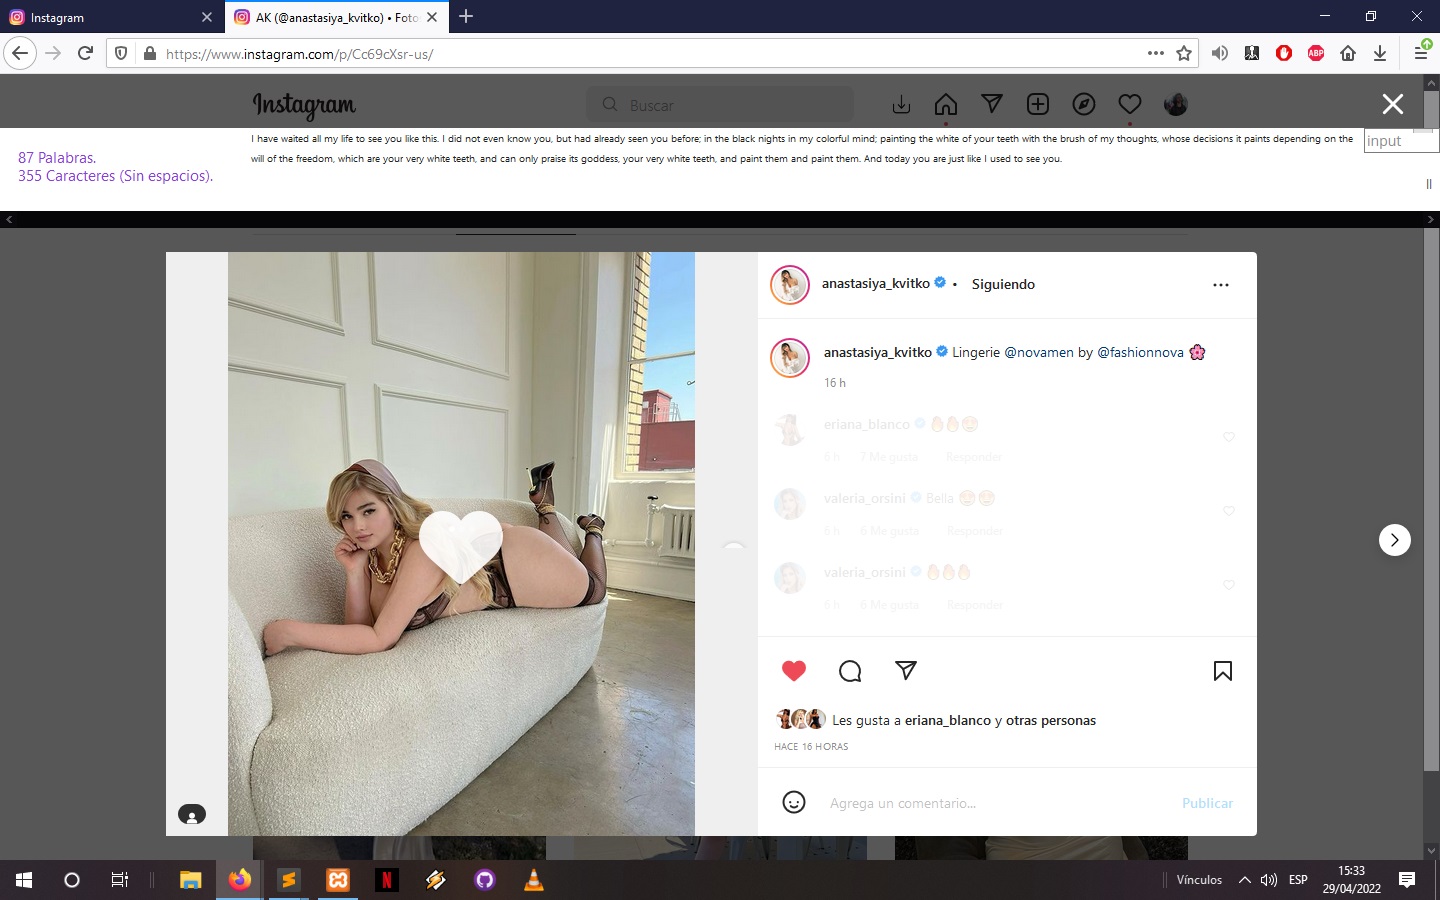 Instagram
AK (@anastasiya_kvitko) • Foto
https://www.instagram.com/p/Cc69cXsr-us/
ABP
Instagram
Buscar
87 Palabras.
355 Caracteres (Sin espacios).
I have waited all my life to see you like this. I did not even know you, but had already seen you before; in the black nights in my colorful mind; painting the white of your teeth with the brush of my thoughts, whose decisions it paints depending on the
will of the freedom, which are your very white teeth, and can only praise its goddess, your very white teeth, and paint them and paint them. And today you are just like I used to see you.
input
anastasiya_kvitko • Siguiendo
anastasiya_kvitko Lingerie @novamen by @fashionnova 🌸
16 h
eriana_blanco 🔥🔥😍
6 h 7 Me gusta Responder
valeria_orsini Bella 😍😍
6 h 6 Me gusta Responder
valeria_orsini 🔥🔥🔥
6 h 6 Me gusta Responder
Les gusta a eriana_blanco y otras personas
HACE 16 HORAS
Agrega un comentario...
Publicar
N
Vínculos
ESP
15:33
29/04/2022